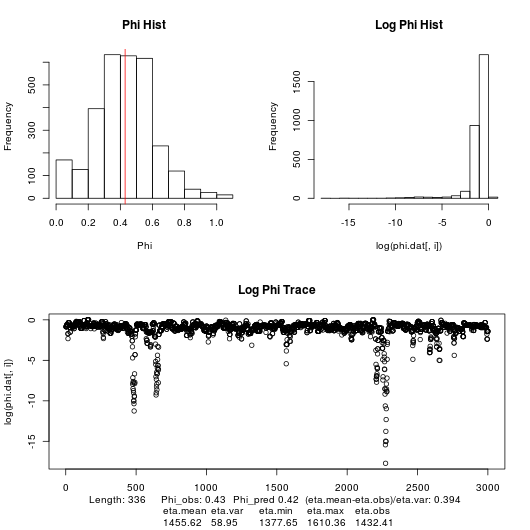 Phi Hist
Log Phi Hist
Frequency
0 100 300 500
0.0 0.2 0.4 0.6 0.8 1.0
Phi
Frequency
0 500 1000 1500
-15 -10 -5 0
log(phi.dat[, i])
Log Phi Trace
log(phi.dat[, i])
0 -5 -10 -15
0 500 1000 1500 2000 2500 3000
Length: 336 Phi_obs: 0.43 Phi_pred 0.42 (eta.mean-eta.obs)/eta.var: 0.394
eta.mean eta.var eta.min eta.max eta.obs
1455.62 58.95 1377.65 1610.36 1432.41